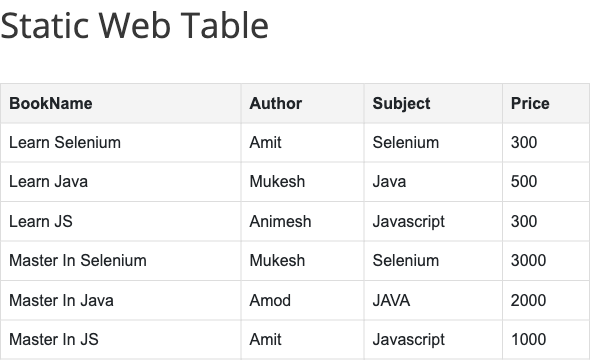 Static Web Table
BookName Author Subject Price
Learn Selenium Amit Selenium 300
Learn Java Mukesh Java 500
Learn JS Animesh Javascript 300
Master In Selenium Mukesh Selenium 3000
Master In Java Amod JAVA 2000
Master In JS Amit Javascript 1000